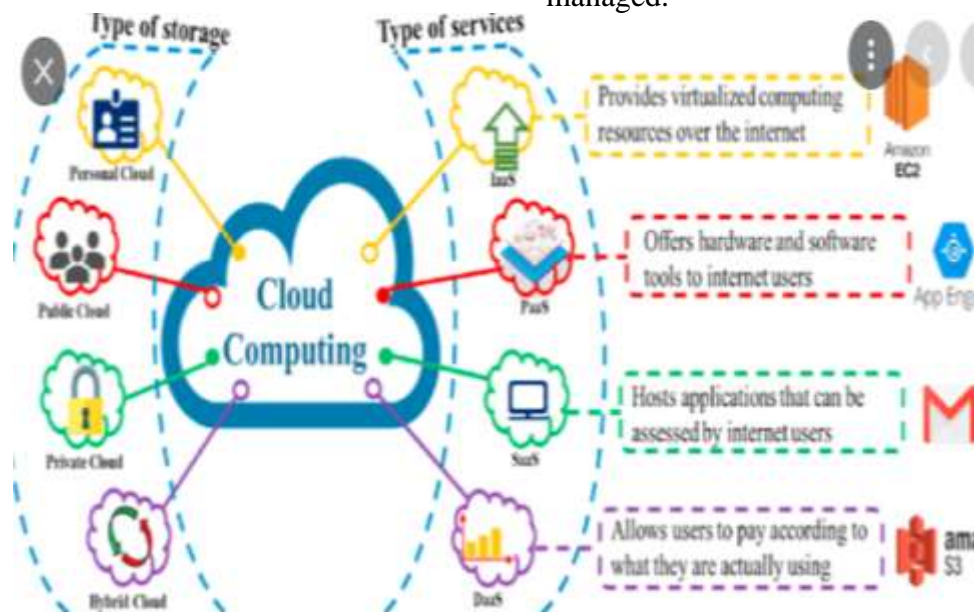 managed.
Type of storage
Type of services
Personal Cloud
Public Cloud
Private Cloud
Hybrid Cloud
Cloud
Computing
IaaS
Provides virtualized computing
resources over the internet
Amazon
EC2
PaaS
Offers hardware and software
tools to internet users
App Eng
SaaS
Hosts applications that can be
assessed by internet users
DaaS
Allows users to pay according to
what they are actually using
ama
S3